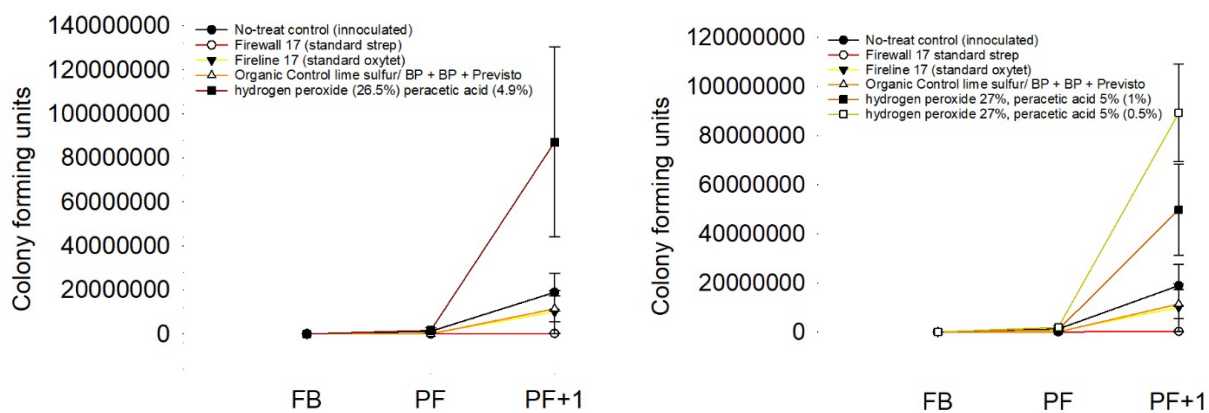 Colony forming units
140000000
120000000
100000000
80000000
60000000
40000000
20000000
0
No-treat control (innoculated)
Firewall 17 (standard strep)
Fireline 17 (standard oxytet)
Organic Control lime sulfur/ BP + BP + Previsto
hydrogen peroxide (26.5%) peracetic acid (4.9%)
FB PF PF+1
Colony forming units
120000000
100000000
80000000
60000000
40000000
20000000
0
No-treat control (innoculated)
Firewall 17 standard strep
Fireline 17 (standard oxytet)
Organic Control lime sulfur/ BP + BP + Previsto
hydrogen peroxide 27%, peracetic acid 5% (1%)
hydrogen peroxide 27%, peracetic acid 5% (0.5%)
FB PF PF+1